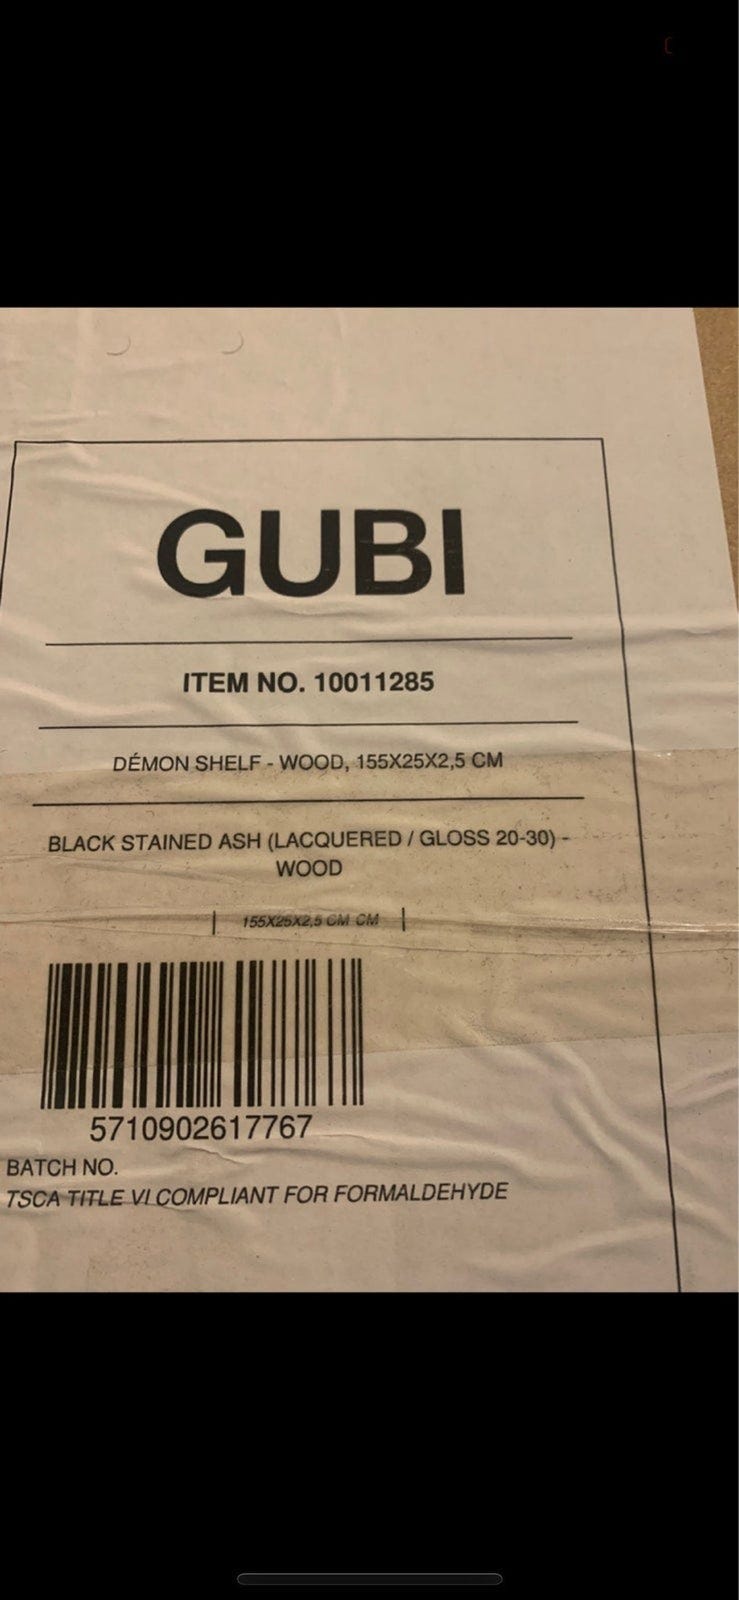 GUBI
ITEM NO. 10011285
DÉMON SHELF - WOOD, 155X25X2,5 CM
BLACK STAINED ASH (LACQUERED / GLOSS 20-30) -
WOOD
155X25X2,5 CM CM
5710902617767
BATCH NO.
TSCA TITLE VI COMPLIANT FOR FORMALDEHYDE